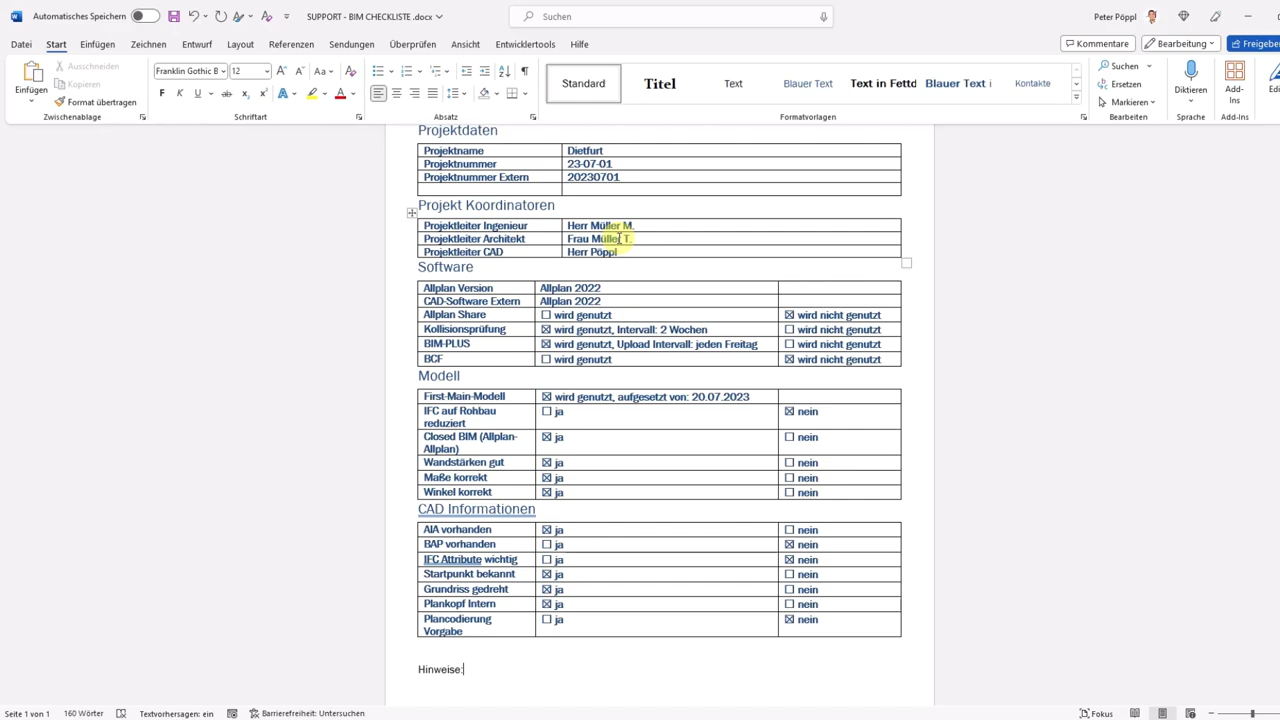 Automatisches Speichern
SUPPORT - BIM CHECKLISTE .docx
Suchen
Peter Pöppl
Datei Start Einfügen Zeichnen Entwurf Layout Referenzen Sendungen Überprüfen Ansicht Entwicklertools Hilfe
Kommentare Bearbeitung Freigeben
Einfügen
Ausschneiden
Kopieren
Format übertragen
Zwischenablage
Franklin Gothic B 12
Schriftart
Absatz
Standard Titel Text Blauer Text Text in Fettd Blauer Text i Kontakte
Formatvorlagen
Suchen
Ersetzen
Markieren
Bearbeiten
Diktieren
Sprache
Add-Ins
Add-Ins
Projektdaten
Projektname Dietfurt
Projektnummer 23-07-01
Projektnummer Extern 20230701
Projekt Koordinatoren
Projektleiter Ingenieur Herr Müller M.
Projektleiter Architekt Frau Müller T.
Projektleiter CAD Herr Pöppl
Software
Allplan Version Allplan 2022
CAD-Software Extern Allplan 2022
Allplan Share ☐ wird genutzt ☒ wird nicht genutzt
Kollisionsprüfung ☒ wird genutzt, Intervall: 2 Wochen ☐ wird nicht genutzt
BIM-PLUS ☒ wird genutzt, Upload Intervall: jeden Freitag ☐ wird nicht genutzt
BCF ☐ wird genutzt ☒ wird nicht genutzt
Modell
First-Main-Modell ☒ wird genutzt, aufgesetzt von: 20.07.2023
IFC auf Rohbau ☐ ja ☒ nein
reduziert
Closed BIM (Allplan- ☒ ja ☐ nein
Allplan)
Wandstärken gut ☒ ja ☐ nein
Maße korrekt ☒ ja ☐ nein
Winkel korrekt ☒ ja ☐ nein
CAD Informationen
AIA vorhanden ☒ ja ☐ nein
BAP vorhanden ☐ ja ☒ nein
IFC Attribute wichtig ☐ ja ☒ nein
Startpunkt bekannt ☒ ja ☐ nein
Grundriss gedreht ☒ ja ☐ nein
Plankopf Intern ☒ ja ☐ nein
Plancodierung ☐ ja ☒ nein
Vorgabe
Hinweise:
Seite 1 von 1 160 Wörter Textvorhersagen: ein Barrierefreiheit: Untersuchen Fokus